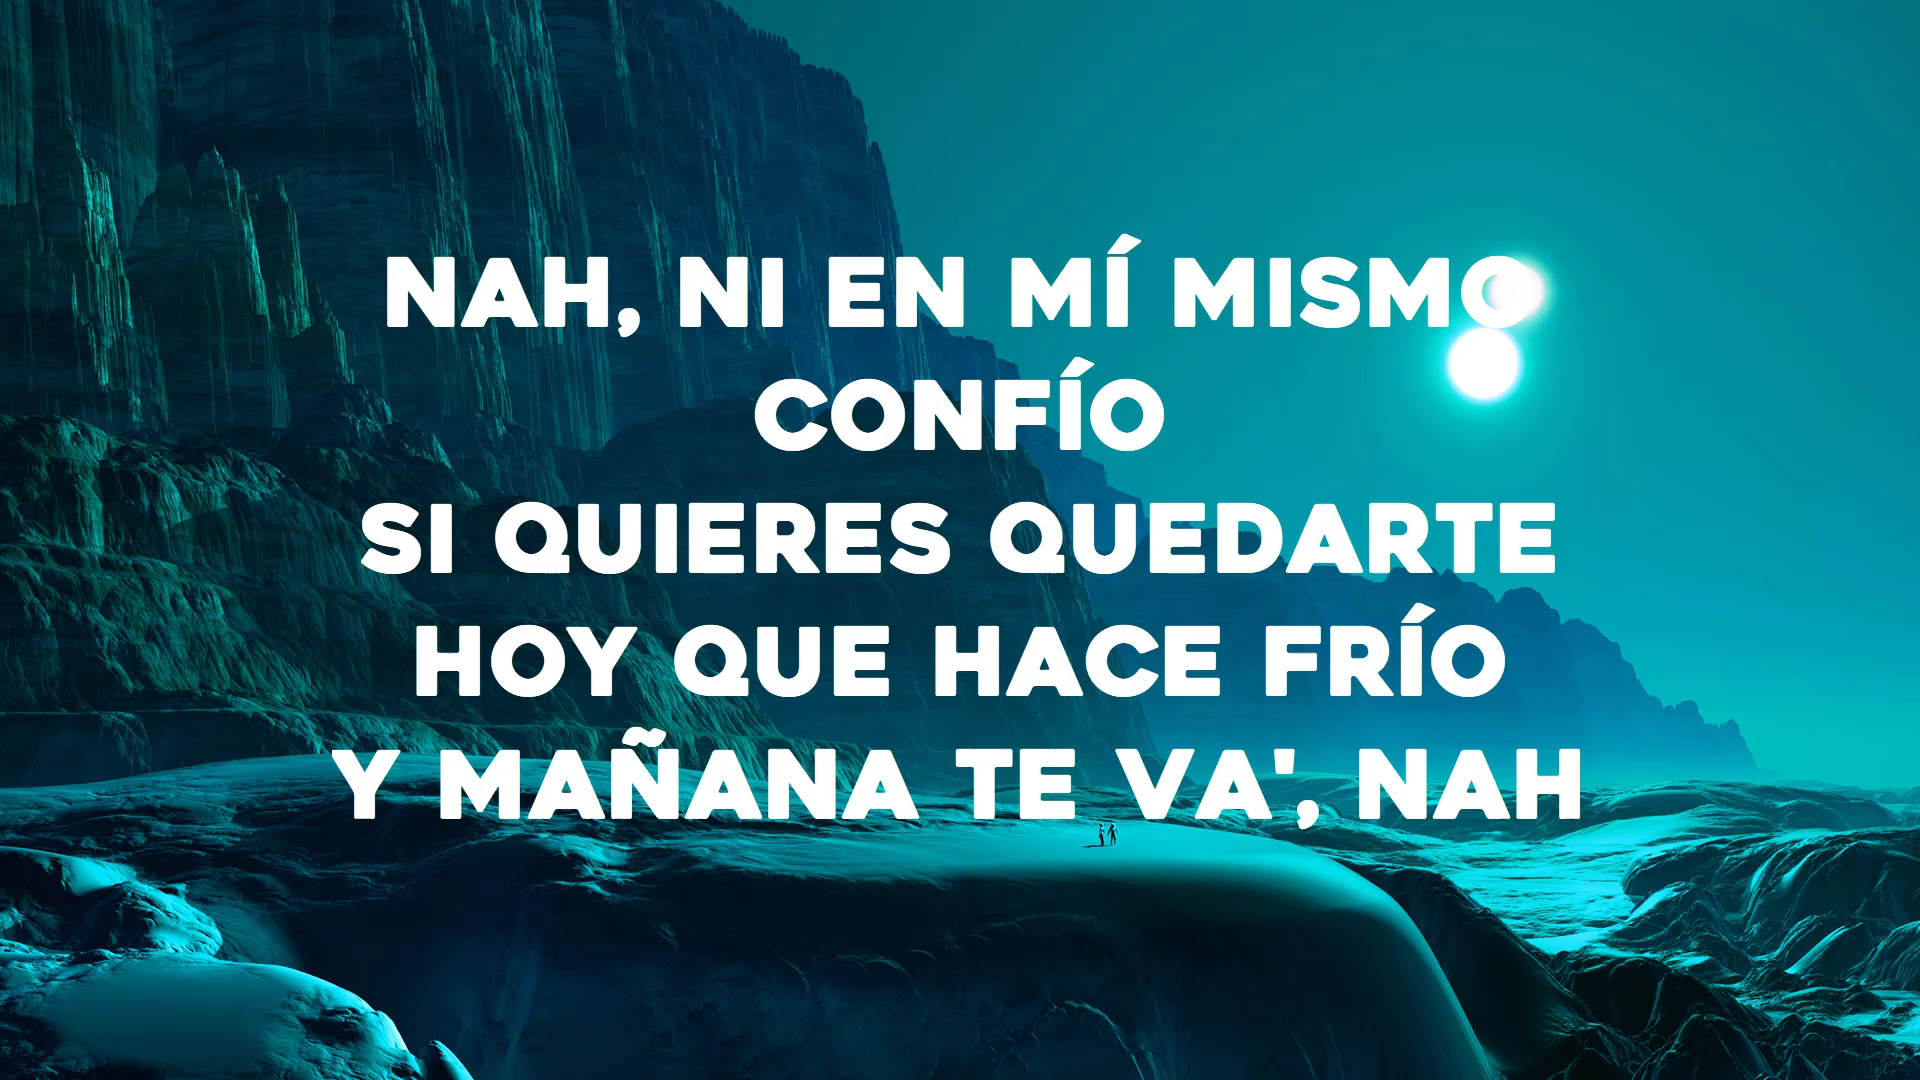 NAH, NI EN MÍ MISMO
CONFÍO
SI QUIERES QUEDARTE
HOY QUE HACE FRÍO
Y MAÑANA TE VA', NAH